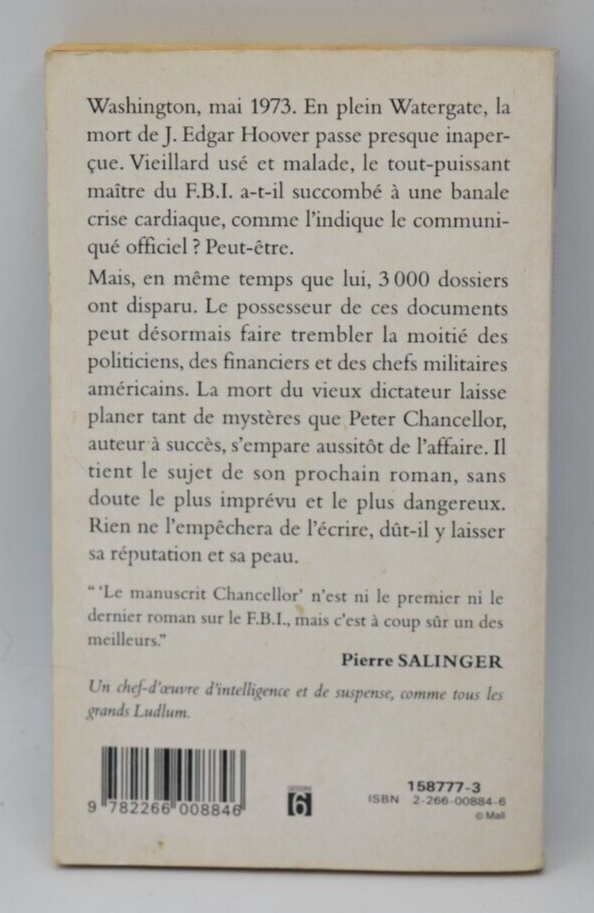 Washington, mai 1973. En plein Watergate, la
mort de J. Edgar Hoover passe presque inaper-
çue. Vieillard usé et malade, le tout-puissant
maître du F.B.I. a-t-il succombé à une banale
crise cardiaque, comme l'indique le communi-
qué officiel ? Peut-être.
Mais, en même temps que lui, 3 000 dossiers
ont disparu. Le possesseur de ces documents
peut désormais faire trembler la moitié des
politiciens, des financiers et des chefs militaires
américains. La mort du vieux dictateur laisse
planer tant de mystères que Peter Chancellor,
auteur à succès, s'empare aussitôt de l'affaire. Il
tient le sujet de son prochain roman, sans
doute le plus imprévu et le plus dangereux.
Rien ne l'empêchera de l'écrire, dût-il y laisser
sa réputation et sa peau.
“ 'Le manuscrit Chancellor' n'est ni le premier ni le
dernier roman sur le F.B.I., mais c'est à coup sûr un des
meilleurs.”
Pierre SALINGER
Un chef-d'œuvre d'intelligence et de suspense, comme tous les
grands Ludlum.
9 782266 008846
6
158777-3
ISBN 2-266-00884-6
© Mall